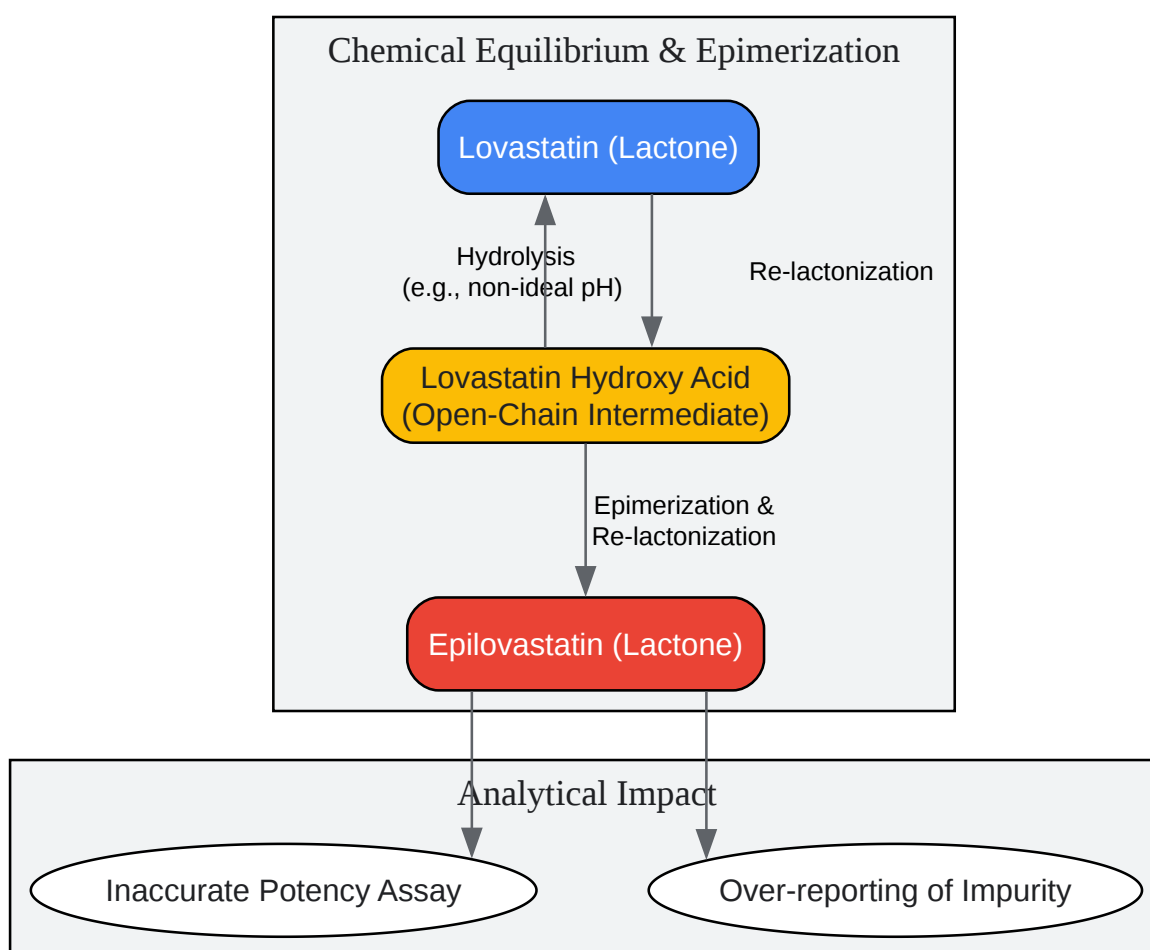 Chemical Equilibrium & Epimerization
Lovastatin (Lactone)
Hydrolysis
(e.g., non-ideal pH)
Re-lactonization
Lovastatin Hydroxy Acid
(Open-Chain Intermediate)
Epimerization &
Re-lactonization
Epilovastatin (Lactone)
Analytical Impact
Inaccurate Potency Assay
Over-reporting of Impurity